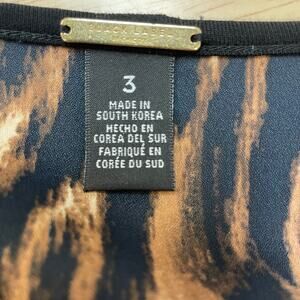 BLACK LABEL
3
MADE IN
SOUTH KOREA
HECHO EN
COREA DEL SUR
FABRIQUÉ EN
CORÉE DU SUD